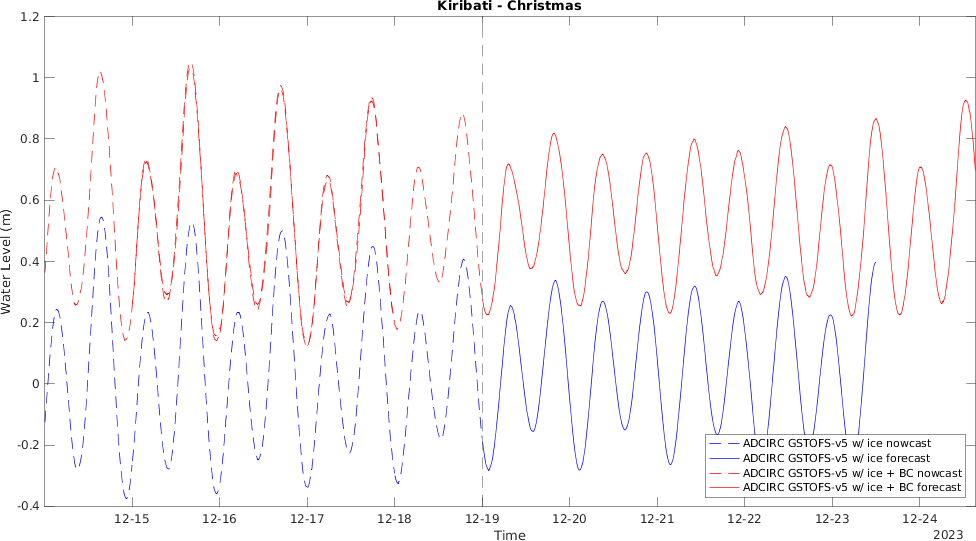 Kiribati - Christmas
1.2
1
0.8
0.6
0.4
0.2
0
-0.2
-0.4
Water Level (m)
ADCIRC GSTOFS-v5 w/ ice nowcast
ADCIRC GSTOFS-v5 w/ ice forecast
ADCIRC GSTOFS-v5 w/ ice + BC nowcast
ADCIRC GSTOFS-v5 w/ ice + BC forecast
12-15 12-16 12-17 12-18 12-19 12-20 12-21 12-22 12-23 12-24
Time
2023